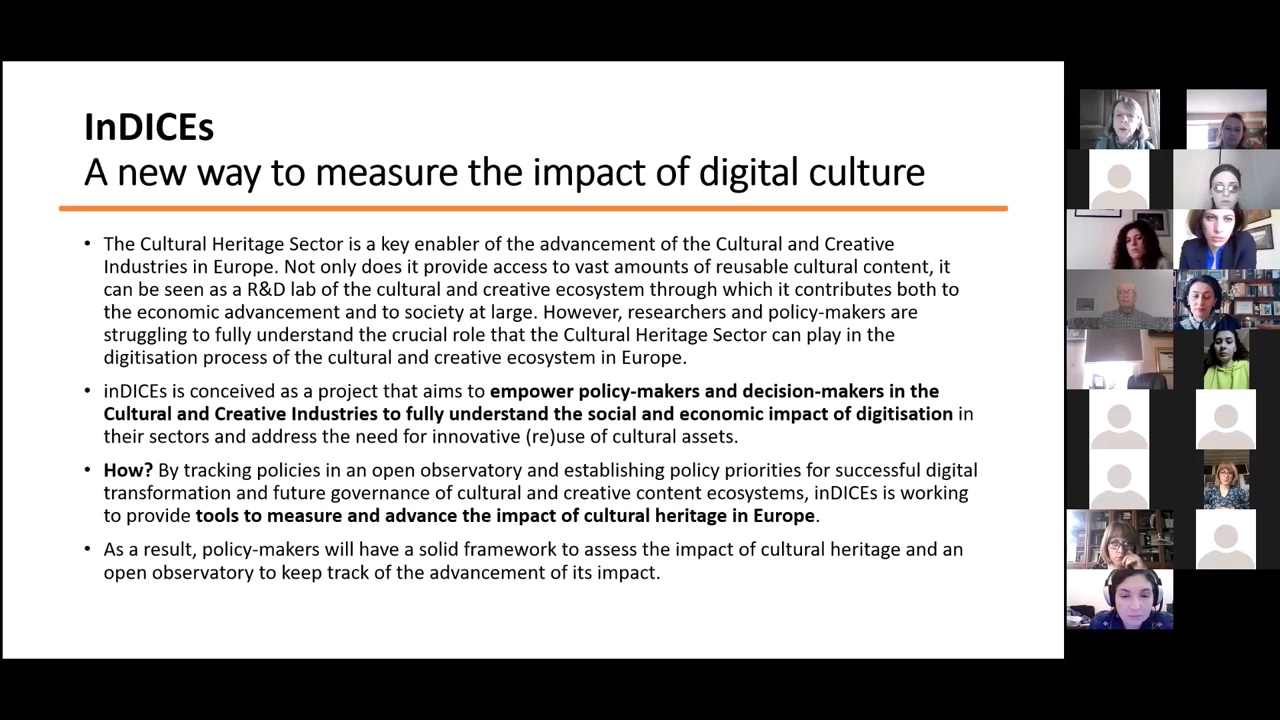 InDICEs
A new way to measure the impact of digital culture
• The Cultural Heritage Sector is a key enabler of the advancement of the Cultural and Creative
Industries in Europe. Not only does it provide access to vast amounts of reusable cultural content, it
can be seen as a R&D lab of the cultural and creative ecosystem through which it contributes both to
the economic advancement and to society at large. However, researchers and policy-makers are
struggling to fully understand the crucial role that the Cultural Heritage Sector can play in the
digitisation process of the cultural and creative ecosystem in Europe.
• inDICEs is conceived as a project that aims to empower policy-makers and decision-makers in the
Cultural and Creative Industries to fully understand the social and economic impact of digitisation in
their sectors and address the need for innovative (re)use of cultural assets.
• How? By tracking policies in an open observatory and establishing policy priorities for successful digital
transformation and future governance of cultural and creative content ecosystems, inDICEs is working
to provide tools to measure and advance the impact of cultural heritage in Europe.
• As a result, policy-makers will have a solid framework to assess the impact of cultural heritage and an
open observatory to keep track of the advancement of its impact.